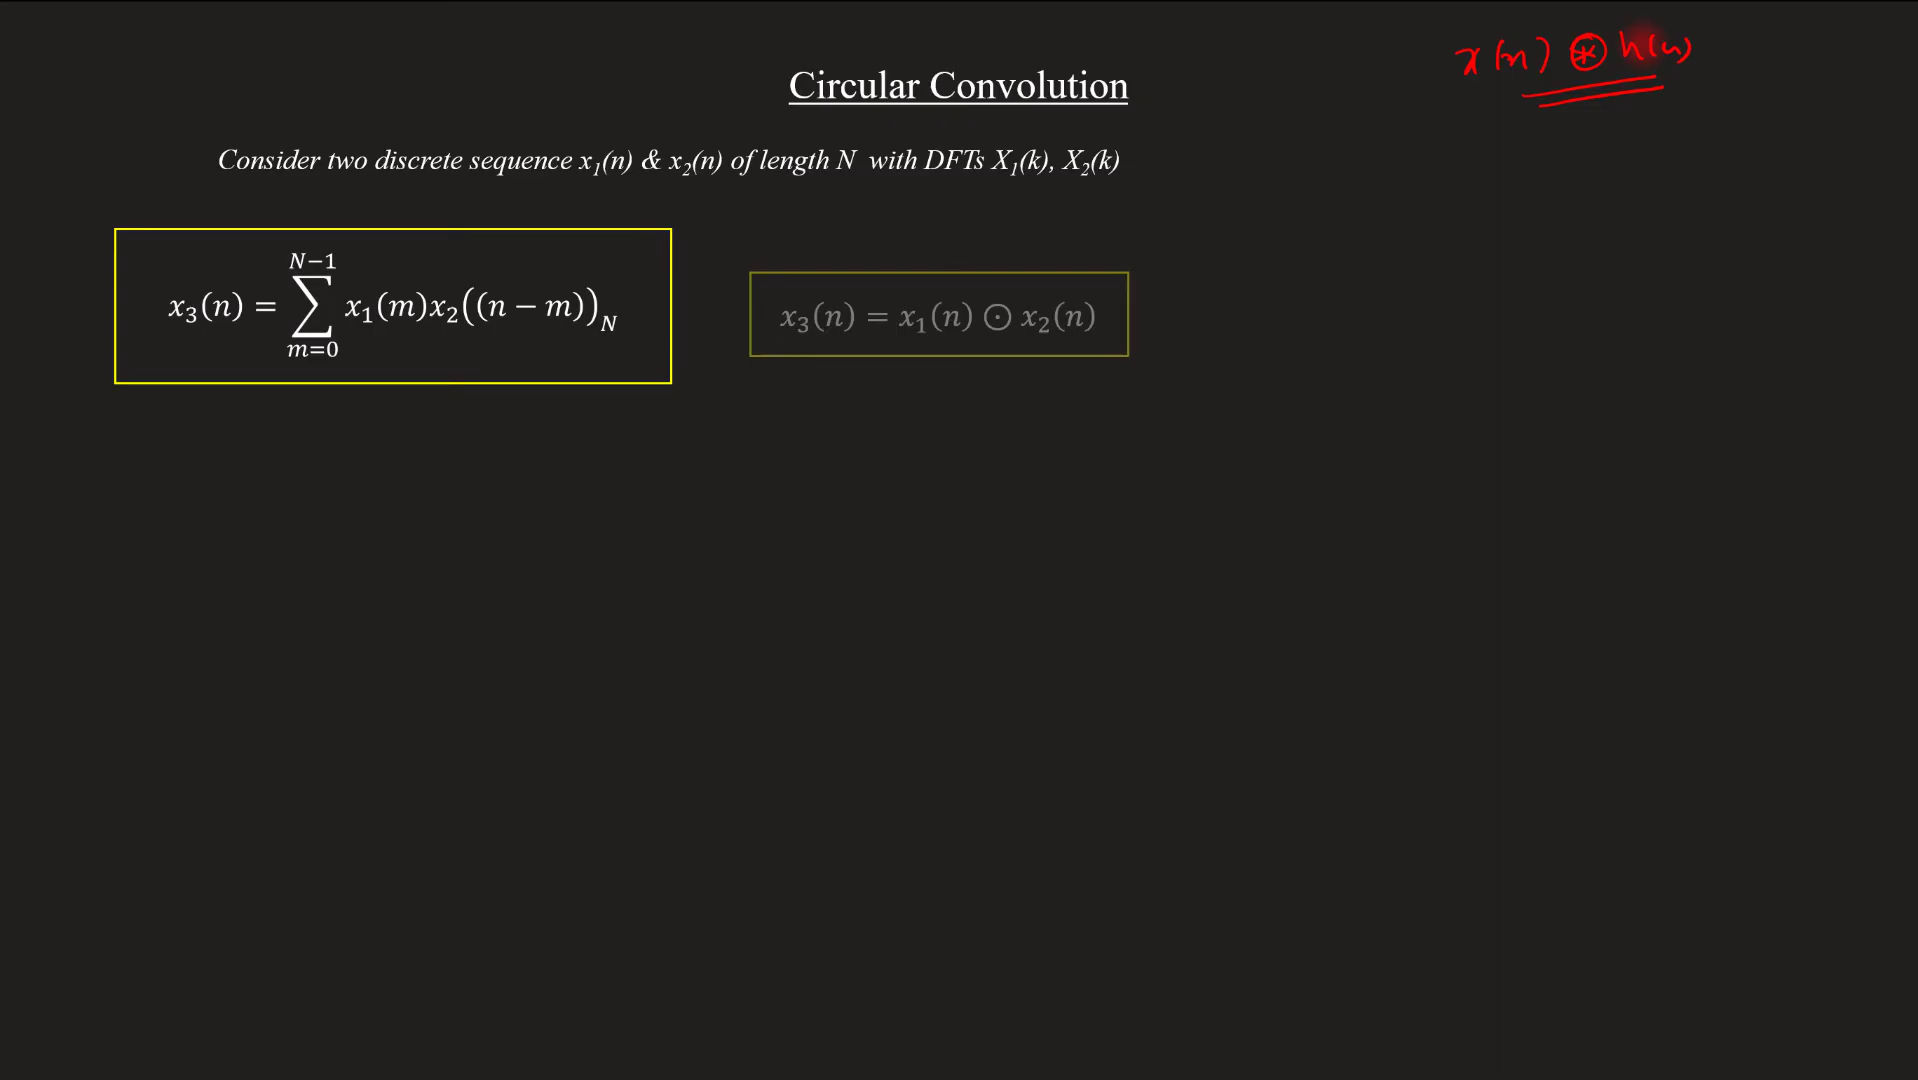 x(n) ⊛ h(n)
Circular Convolution
Consider two discrete sequence x₁(n) & x₂(n) of length N with DFTs X₁(k), X₂(k)
x₃(n) = ∑_{m=0}^{N−1} x₁(m)x₂((n − m))_N
x₃(n) = x₁(n) ⊙ x₂(n)